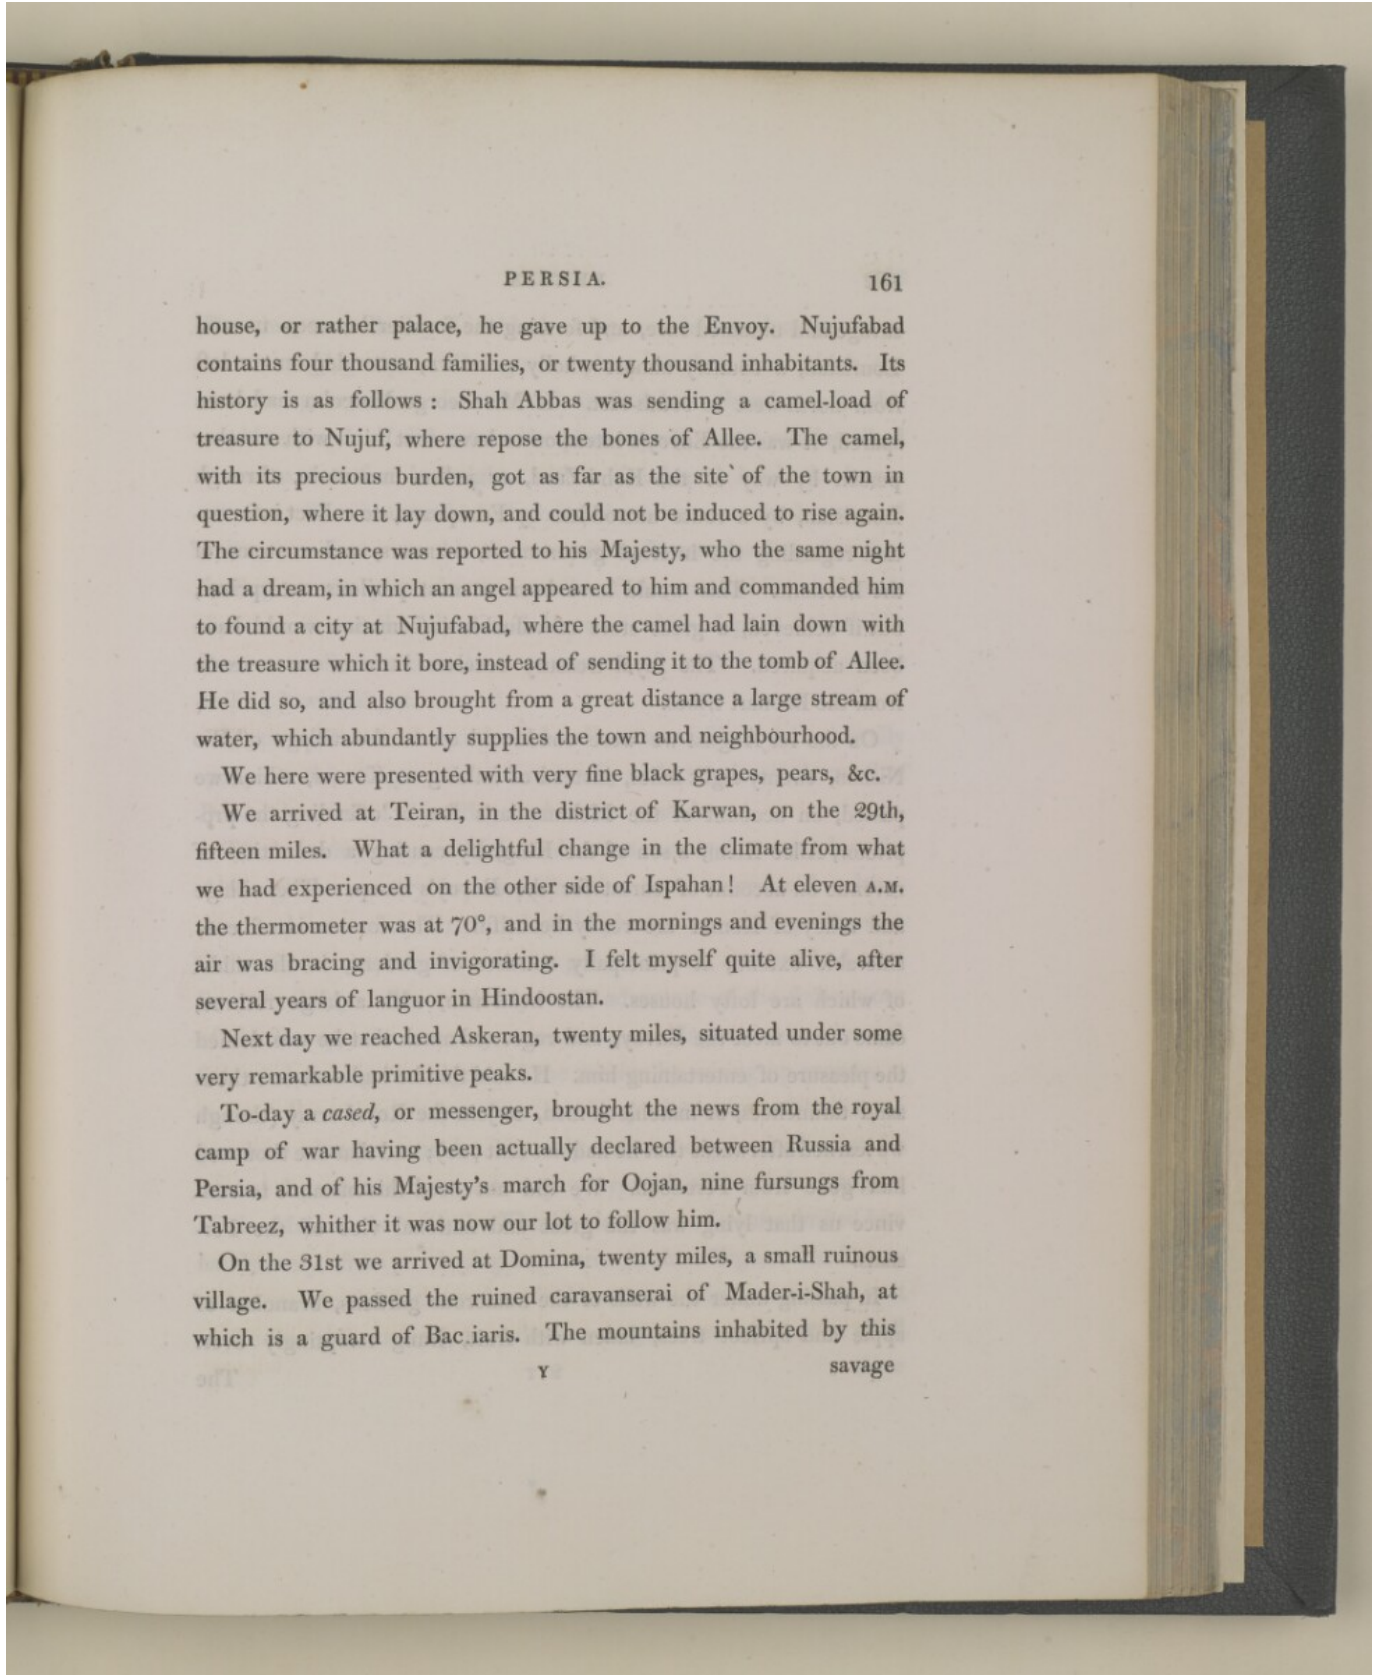 PERSIA. 161
house, or rather palace, he gave up to the Envoy. Nujufabad
contains four thousand families, or twenty thousand inhabitants. Its
history is as follows : Shah Abbas was sending a camel-load of
treasure to Nujuf, where repose the bones of Allee. The camel,
with its precious burden, got as far as the site of the town in
question, where it lay down, and could not be induced to rise again.
The circumstance was reported to his Majesty, who the same night
had a dream, in which an angel appeared to him and commanded him
to found a city at Nujufabad, where the camel had lain down with
the treasure which it bore, instead of sending it to the tomb of Allee.
He did so, and also brought from a great distance a large stream of
water, which abundantly supplies the town and neighbourhood.
We here were presented with very fine black grapes, pears, &c.
We arrived at Teiran, in the district of Karwan, on the 29th,
fifteen miles. What a delightful change in the climate from what
we had experienced on the other side of Ispahan! At eleven A.M.
the thermometer was at 70°, and in the mornings and evenings the
air was bracing and invigorating. I felt myself quite alive, after
several years of languor in Hindoostan.
Next day we reached Askeran, twenty miles, situated under some
very remarkable primitive peaks.
To-day a cased, or messenger, brought the news from the royal
camp of war having been actually declared between Russia and
Persia, and of his Majesty's march for Oojan, nine fursungs from
Tabreez, whither it was now our lot to follow him.
On the 31st we arrived at Domina, twenty miles, a small ruinous
village. We passed the ruined caravanserai of Mader-i-Shah, at
which is a guard of Bac.iaris. The mountains inhabited by this
Y savage